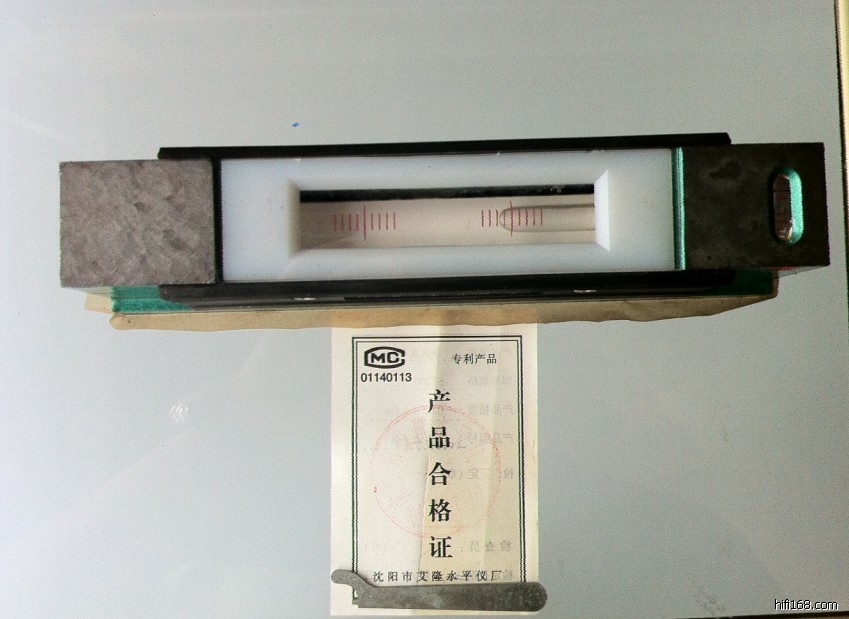 MC
专利产品
01140113
产品合格证
沈阳市艾隆水平仪厂
hifi168.com